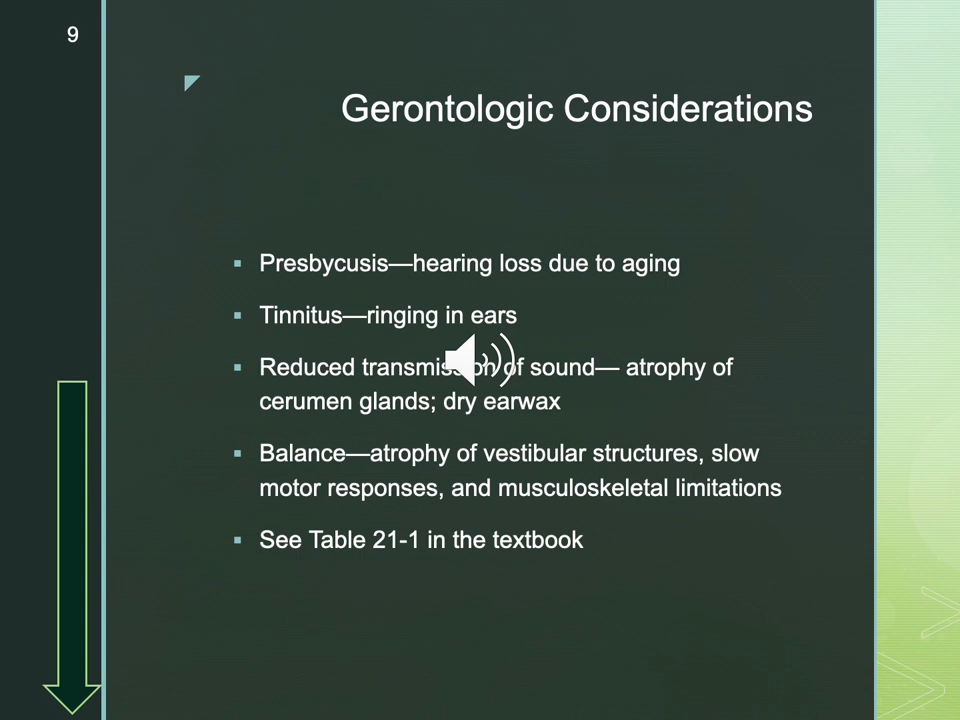 9
Gerontologic Considerations
▪ Presbycusis—hearing loss due to aging
▪ Tinnitus—ringing in ears
▪ Reduced transmission of sound— atrophy of
cerumen glands; dry earwax
▪ Balance—atrophy of vestibular structures, slow
motor responses, and musculoskeletal limitations
▪ See Table 21-1 in the textbook